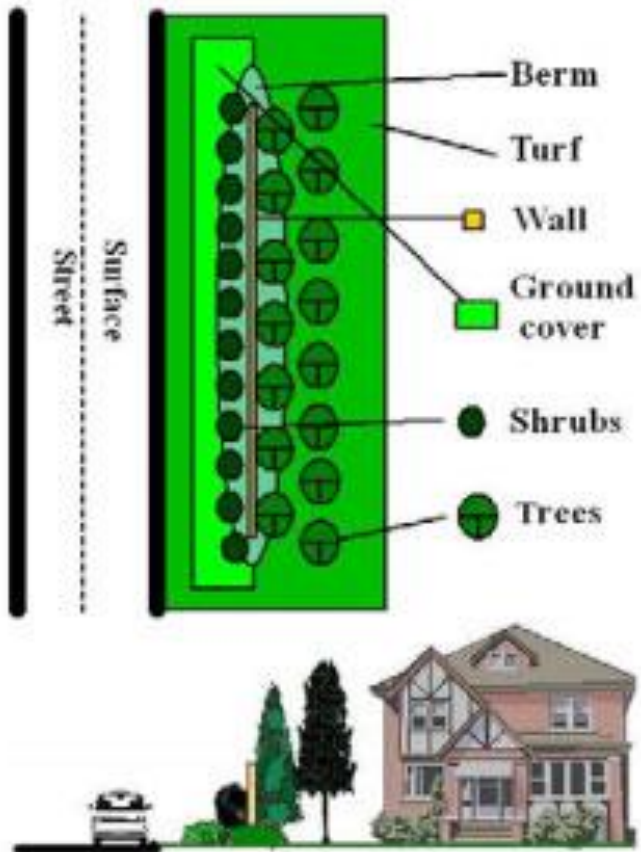 Berm
Turf
Wall
Ground
cover
Shrubs
Trees
Surface
Street